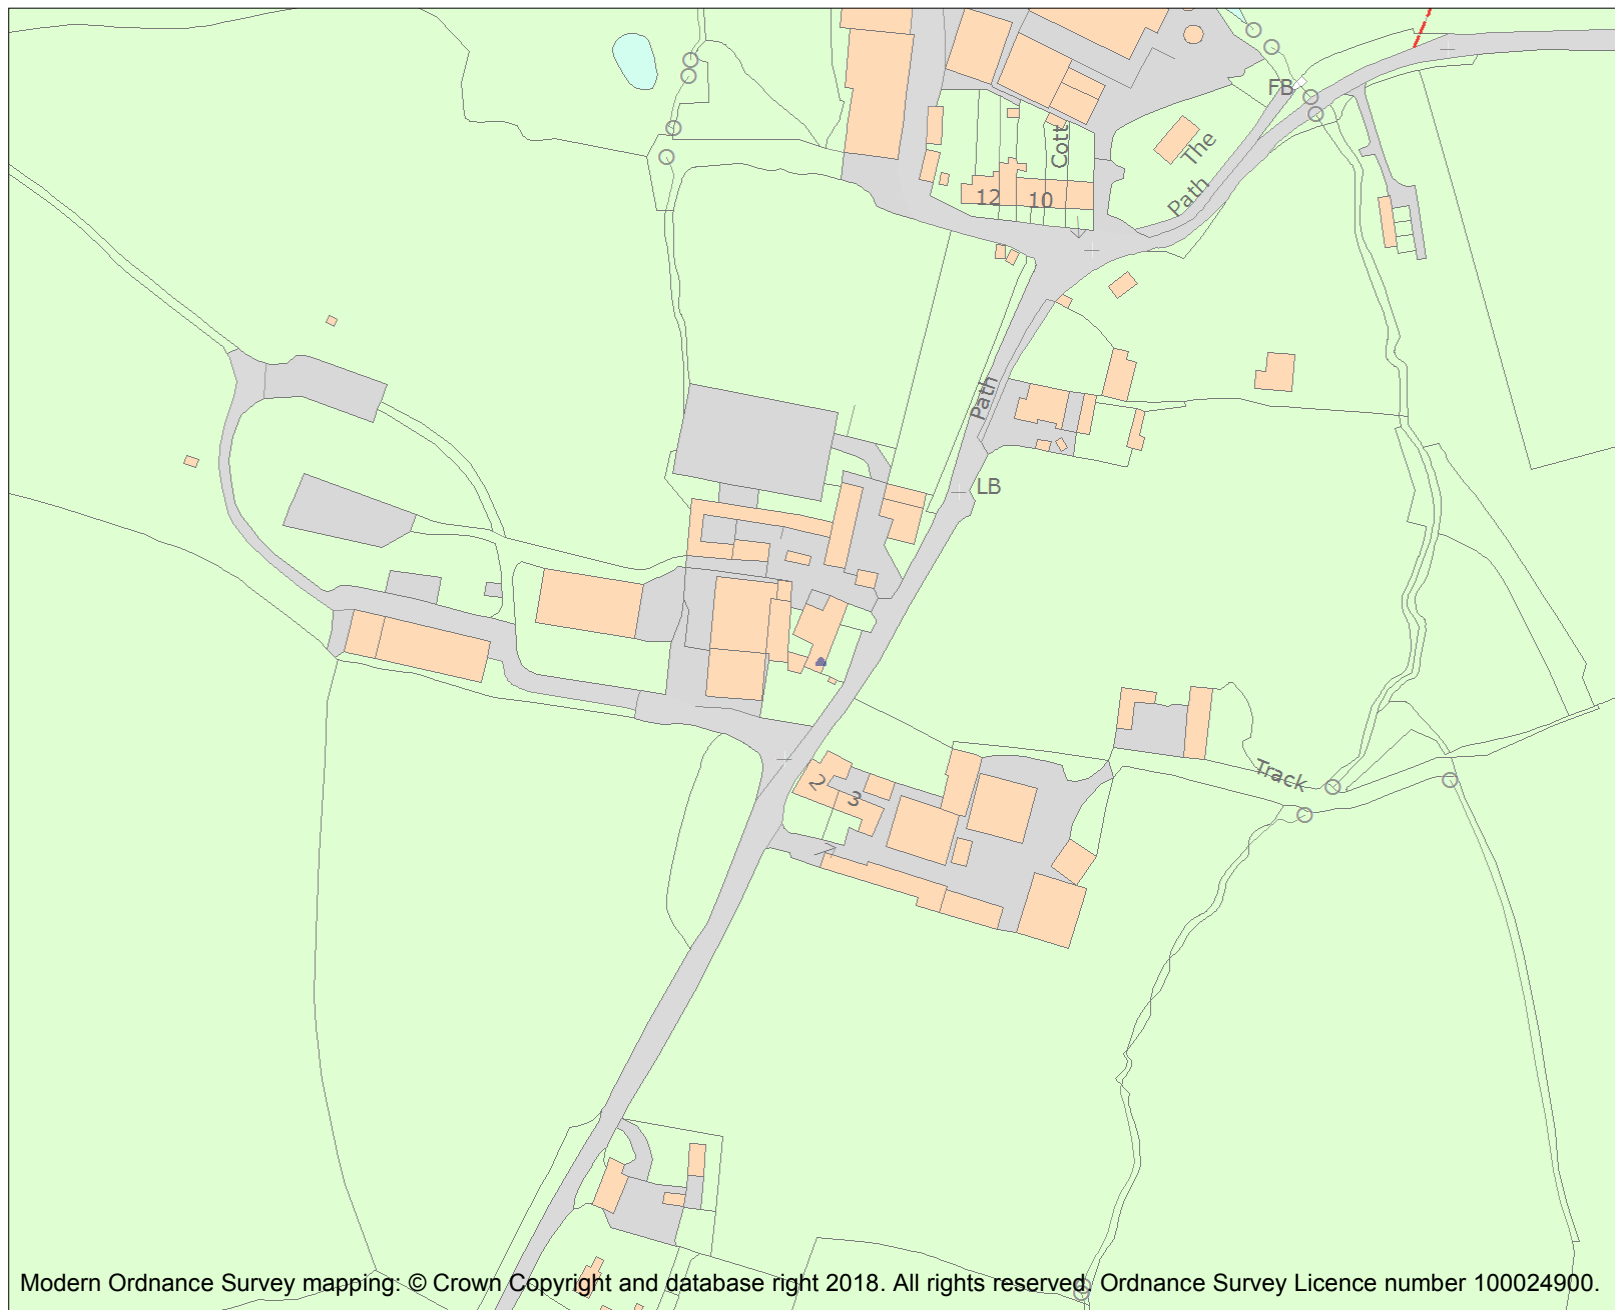 FB
The
Cott
12
10
Path
Path
LB
Track
2
3
Modern Ordnance Survey mapping: © Crown Copyright and database right 2018. All rights reserved. Ordnance Survey Licence number 100024900.